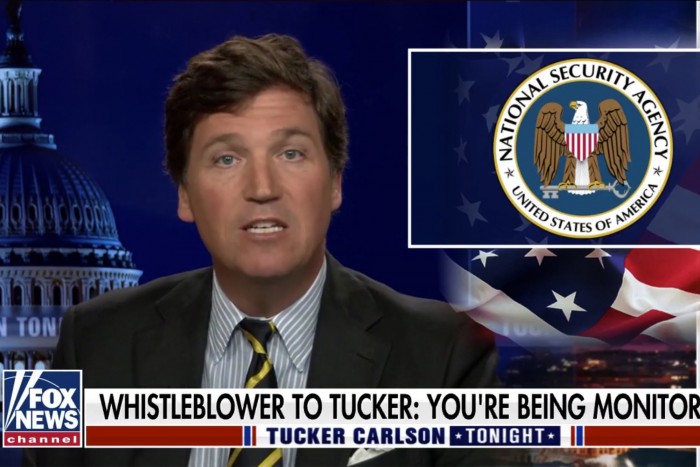 NATIONAL SECURITY AGENCY
UNITED STATES OF AMERICA
N TONI
FOX
NEWS
channel
WHISTLEBLOWER TO TUCKER: YOU'RE BEING MONITOR
TUCKER CARLSON TONIGHT